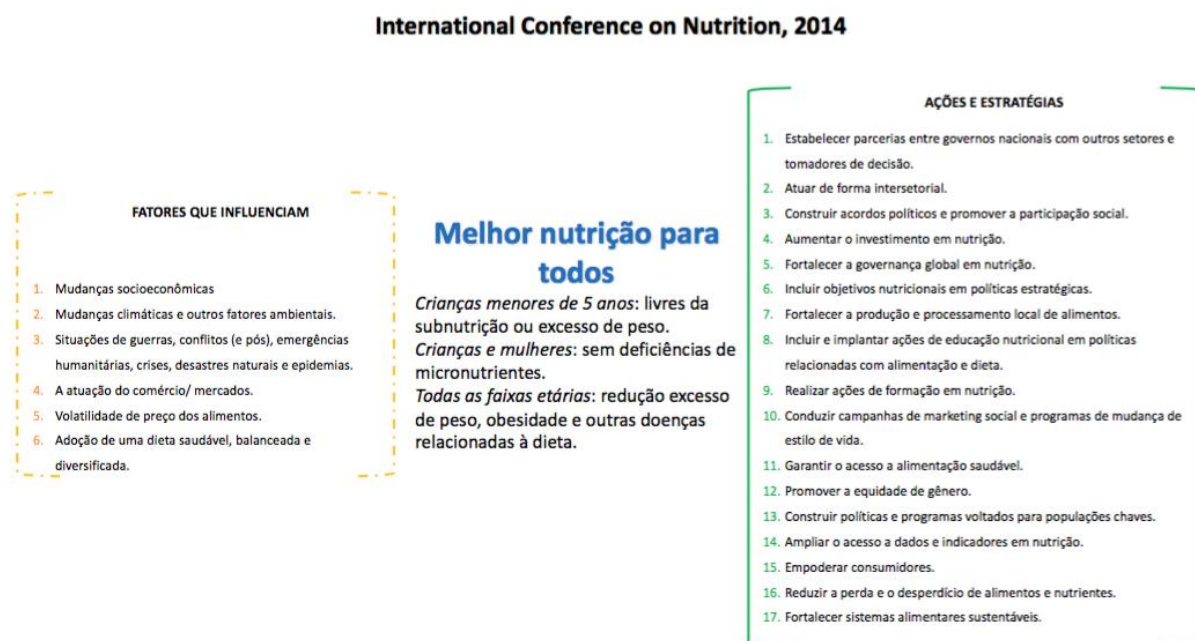 International Conference on Nutrition, 2014
FATORES QUE INFLUENCIAM
1. Mudanças socioeconômicas
2. Mudanças climáticas e outros fatores ambientais.
3. Situações de guerras, conflitos (e pós), emergências
humanitárias, crises, desastres naturais e epidemias.
4. A atuação do comércio/ mercados.
5. Volatilidade de preço dos alimentos.
6. Adoção de uma dieta saudável, balanceada e
diversificada.
Melhor nutrição para
todos
Crianças menores de 5 anos: livres da
subnutrição ou excesso de peso.
Crianças e mulheres: sem deficiências de
micronutrientes.
Todas as faixas etárias: redução excesso
de peso, obesidade e outras doenças
relacionadas à dieta.
AÇÕES E ESTRATÉGIAS
1. Estabelecer parcerias entre governos nacionais com outros setores e
tomadores de decisão.
2. Atuar de forma intersetorial.
3. Construir acordos políticos e promover a participação social.
4. Aumentar o investimento em nutrição.
5. Fortalecer a governança global em nutrição.
6. Incluir objetivos nutricionais em políticas estratégicas.
7. Fortalecer a produção e processamento local de alimentos.
8. Incluir e implantar ações de educação nutricional em políticas
relacionadas com alimentação e dieta.
9. Realizar ações de formação em nutrição.
10. Conduzir campanhas de marketing social e programas de mudança de
estilo de vida.
11. Garantir o acesso a alimentação saudável.
12. Promover a equidade de gênero.
13. Construir políticas e programas voltados para populações chaves.
14. Ampliar o acesso a dados e indicadores em nutrição.
15. Empoderar consumidores.
16. Reduzir a perda e o desperdício de alimentos e nutrientes.
17. Fortalecer sistemas alimentares sustentáveis.